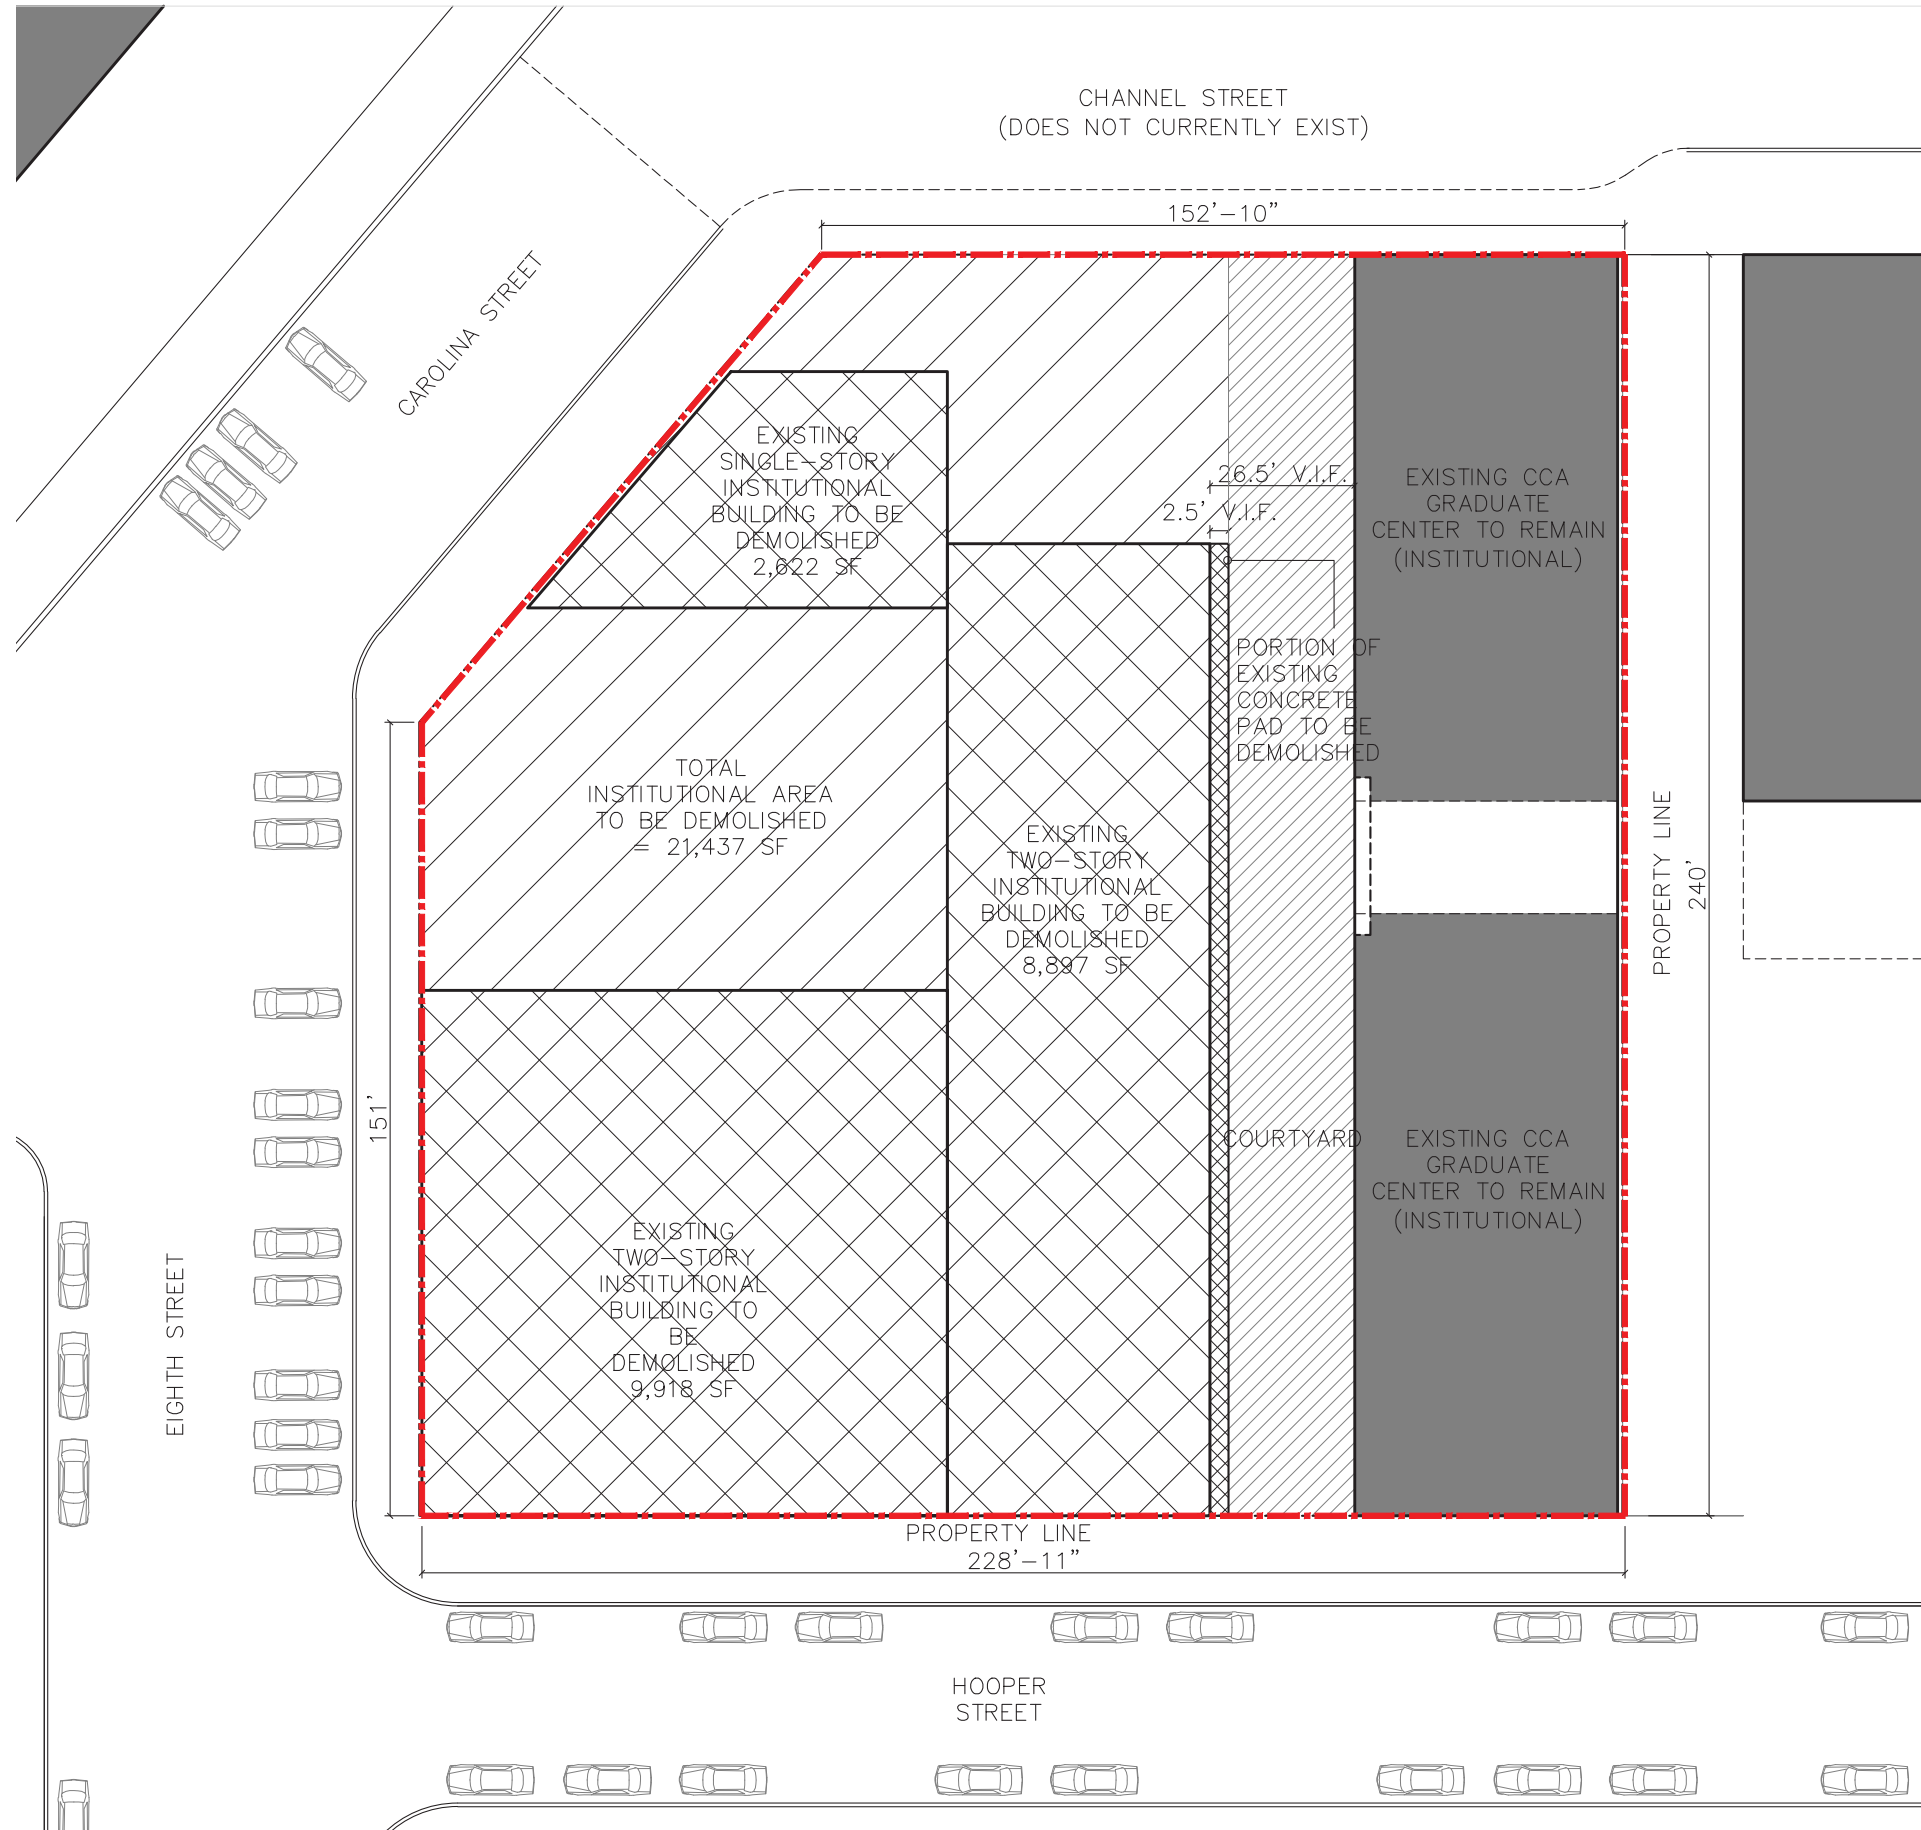 CHANNEL STREET
(DOES NOT CURRENTLY EXIST)
152'-10"
CAROLINA STREET
EXISTING
SINGLE-STORY
INSTITUTIONAL
BUILDING TO BE
DEMOLISHED
2,622 SF
26.5' V.I.F.
2.5' V.I.F.
EXISTING CCA
GRADUATE
CENTER TO REMAIN
(INSTITUTIONAL)
PORTION OF
EXISTING
CONCRETE
PAD TO BE
DEMOLISHED
TOTAL
INSTITUTIONAL AREA
TO BE DEMOLISHED
= 21,437 SF
EXISTING
TWO-STORY
INSTITUTIONAL
BUILDING TO BE
DEMOLISHED
8,897 SF
PROPERTY LINE
240'
151'
COURTYARD
EXISTING CCA
GRADUATE
CENTER TO REMAIN
(INSTITUTIONAL)
EXISTING
TWO-STORY
INSTITUTIONAL
BUILDING TO
BE
DEMOLISHED
9,918 SF
EIGHTH STREET
PROPERTY LINE
228'-11"
HOOPER
STREET